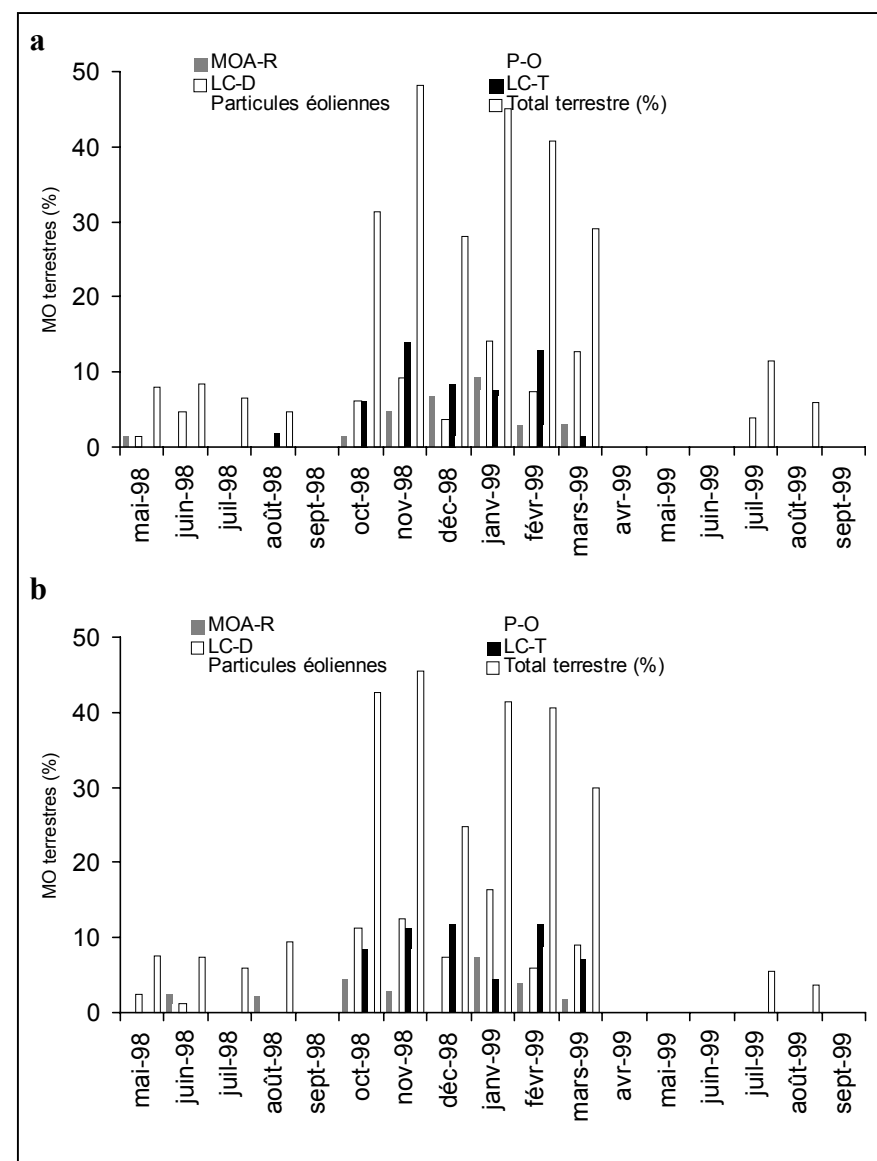 a
MOA-R P-O
LC-D LC-T
Particules éoliennes Total terrestre (%)
50
40
30
20
10
0
MO terrestres (%)
mai-98
juin-98
juil-98
août-98
sept-98
oct-98
nov-98
déc-98
janv-99
févr-99
mars-99
avr-99
mai-99
juin-99
juil-99
août-99
sept-99
b
MOA-R P-O
LC-D LC-T
Particules éoliennes Total terrestre (%)
50
40
30
20
10
0
MO terrestres (%)
mai-98
juin-98
juil-98
août-98
sept-98
oct-98
nov-98
déc-98
janv-99
févr-99
mars-99
avr-99
mai-99
juin-99
juil-99
août-99
sept-99